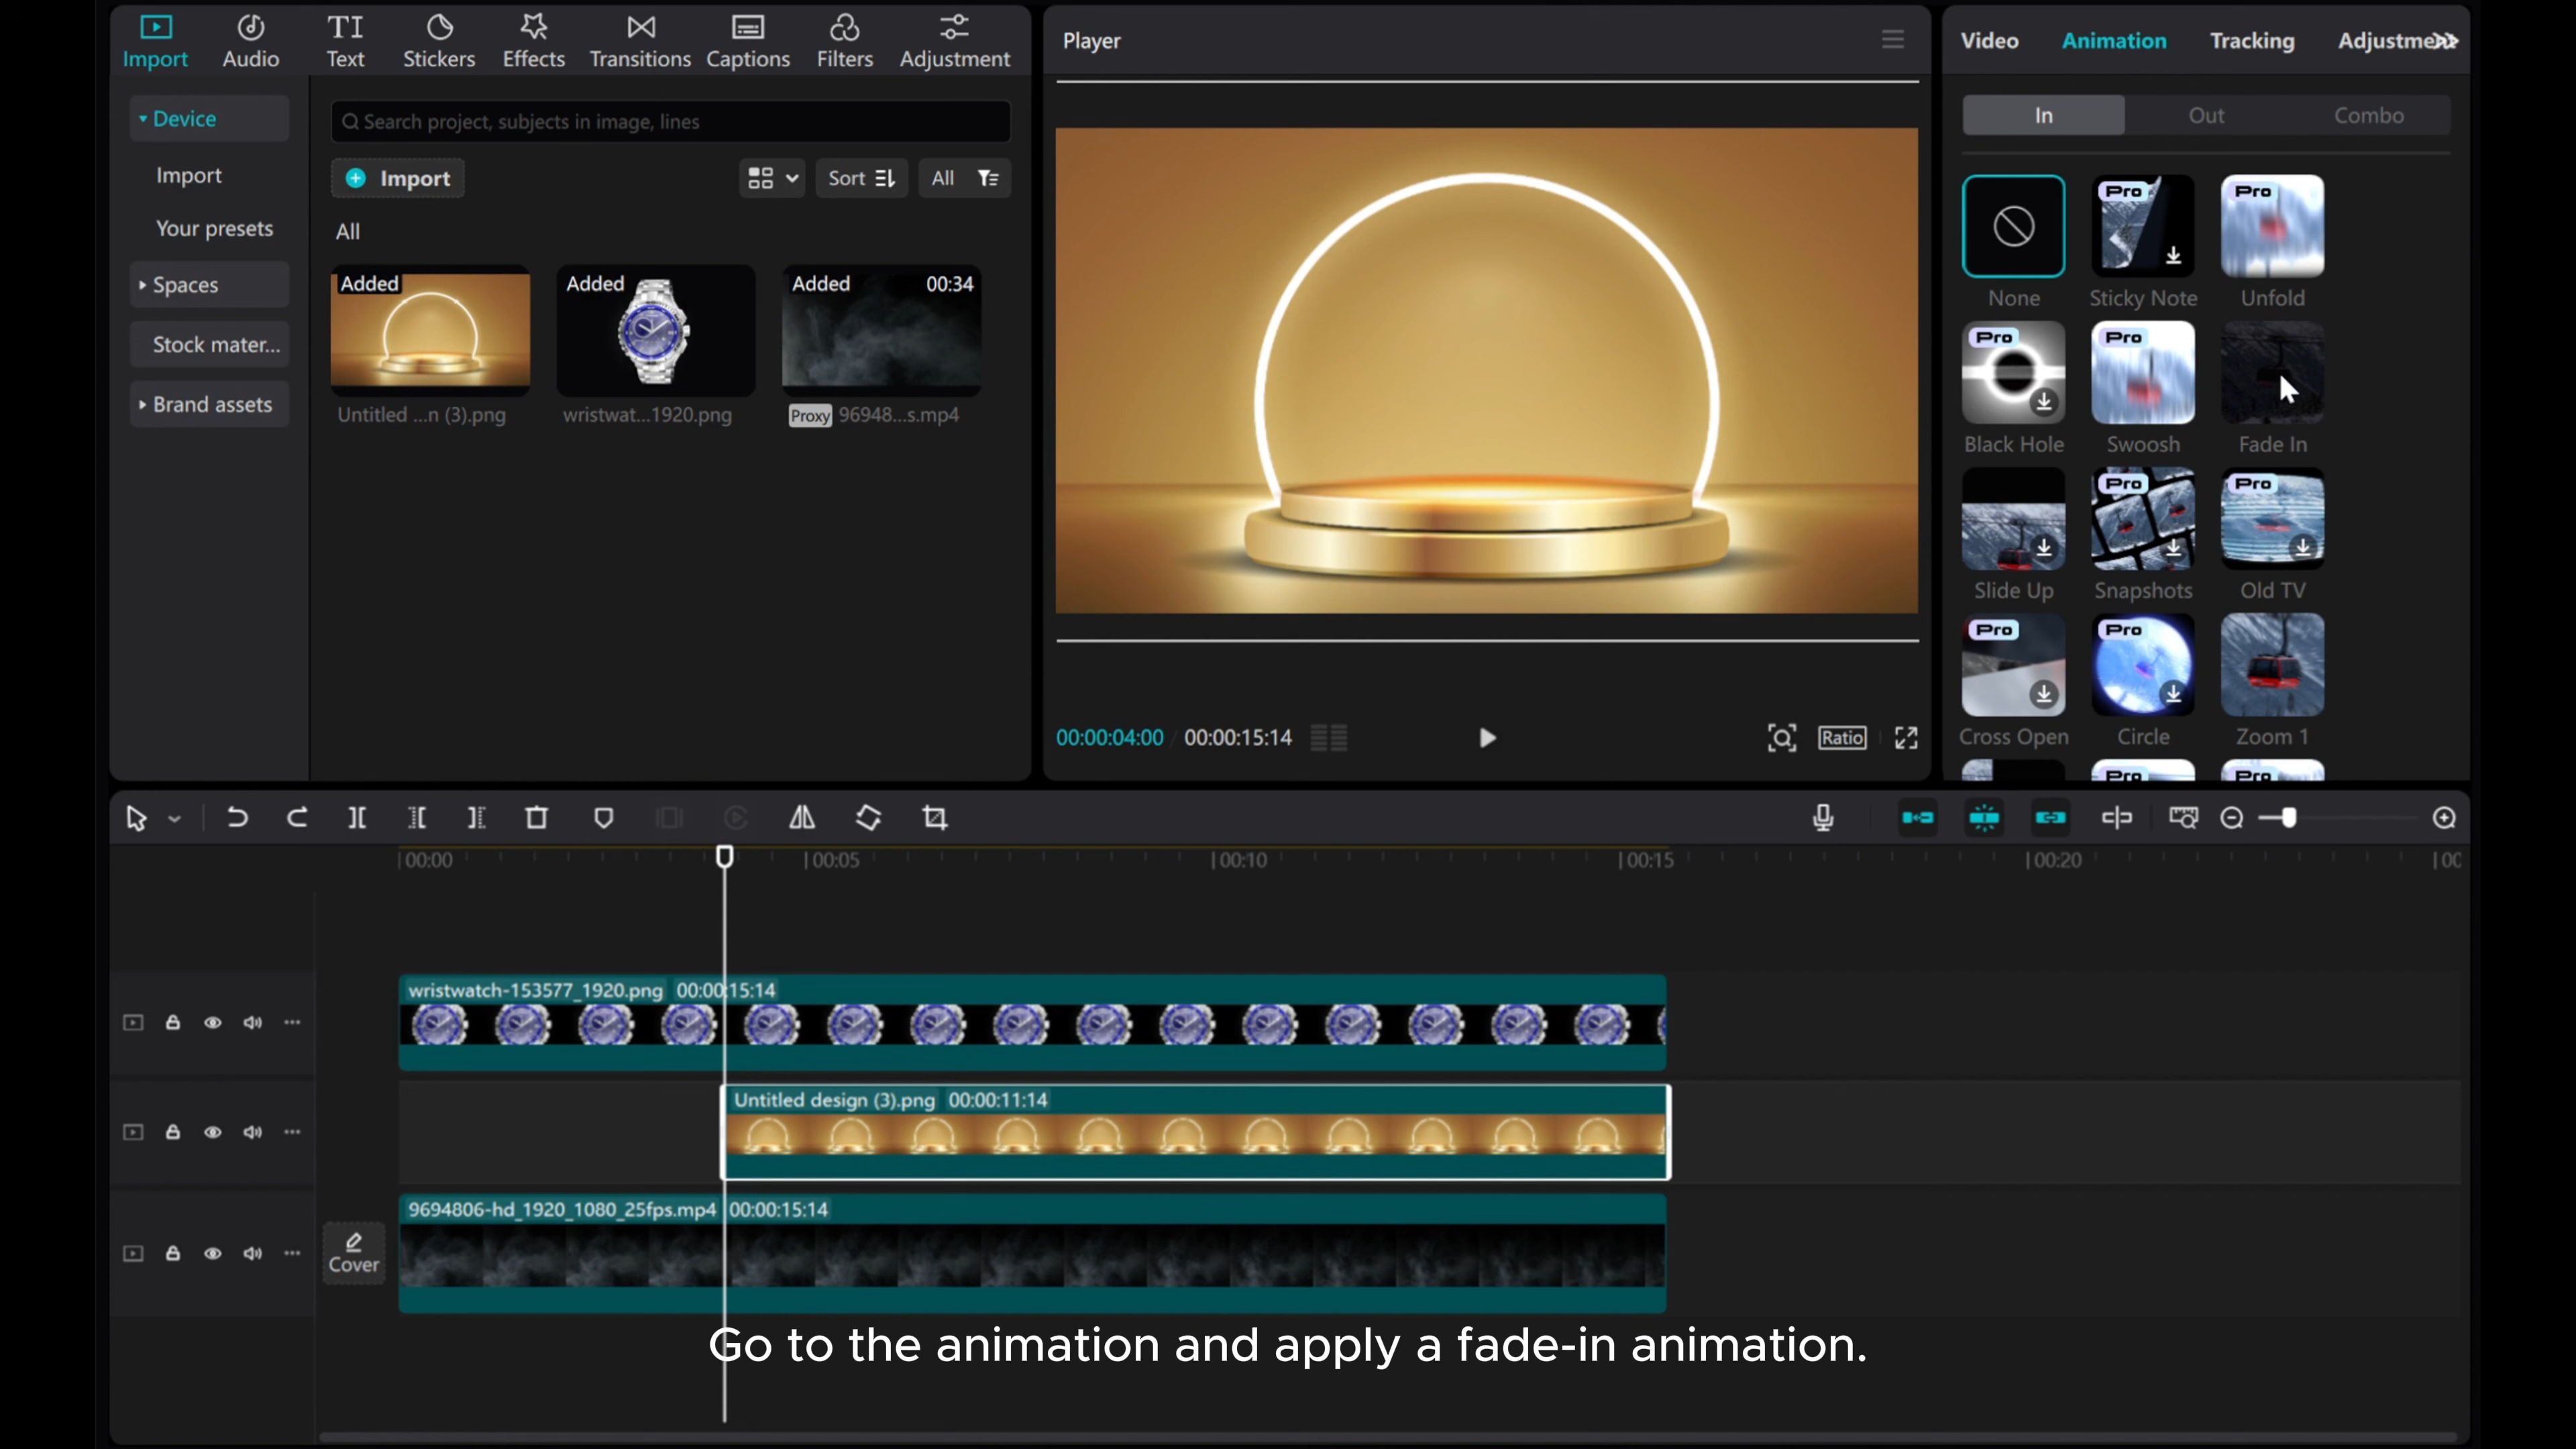 Import
Audio
Text
Stickers
Effects
Transitions
Captions
Filters
Adjustment
Device
Import
Your presets
Spaces
Stock mater...
Brand assets
Search project, subjects in image, lines
Import
Sort
All
All
Added
Added
Added 00:34
Untitled ...n (3).png
wristwat...1920.png
Proxy 96948...s.mp4
Player
00:00:04:00 / 00:00:15:14
Ratio
Video
Animation
Tracking
Adjustment
In
Out
Combo
Pro
Pro
None
Sticky Note
Unfold
Pro
Pro
Black Hole
Swoosh
Fade In
Pro
Pro
Slide Up
Snapshots
Old TV
Pro
Pro
Cross Open
Circle
Zoom 1
Pro
Pro
00:00
00:05
00:10
00:15
00:20
00
wristwatch-153577_1920.png 00:00:15:14
Untitled design (3).png 00:00:11:14
9694806-hd_1920_1080_25fps.mp4 00:00:15:14
Cover
Go to the animation and apply a fade-in animation.